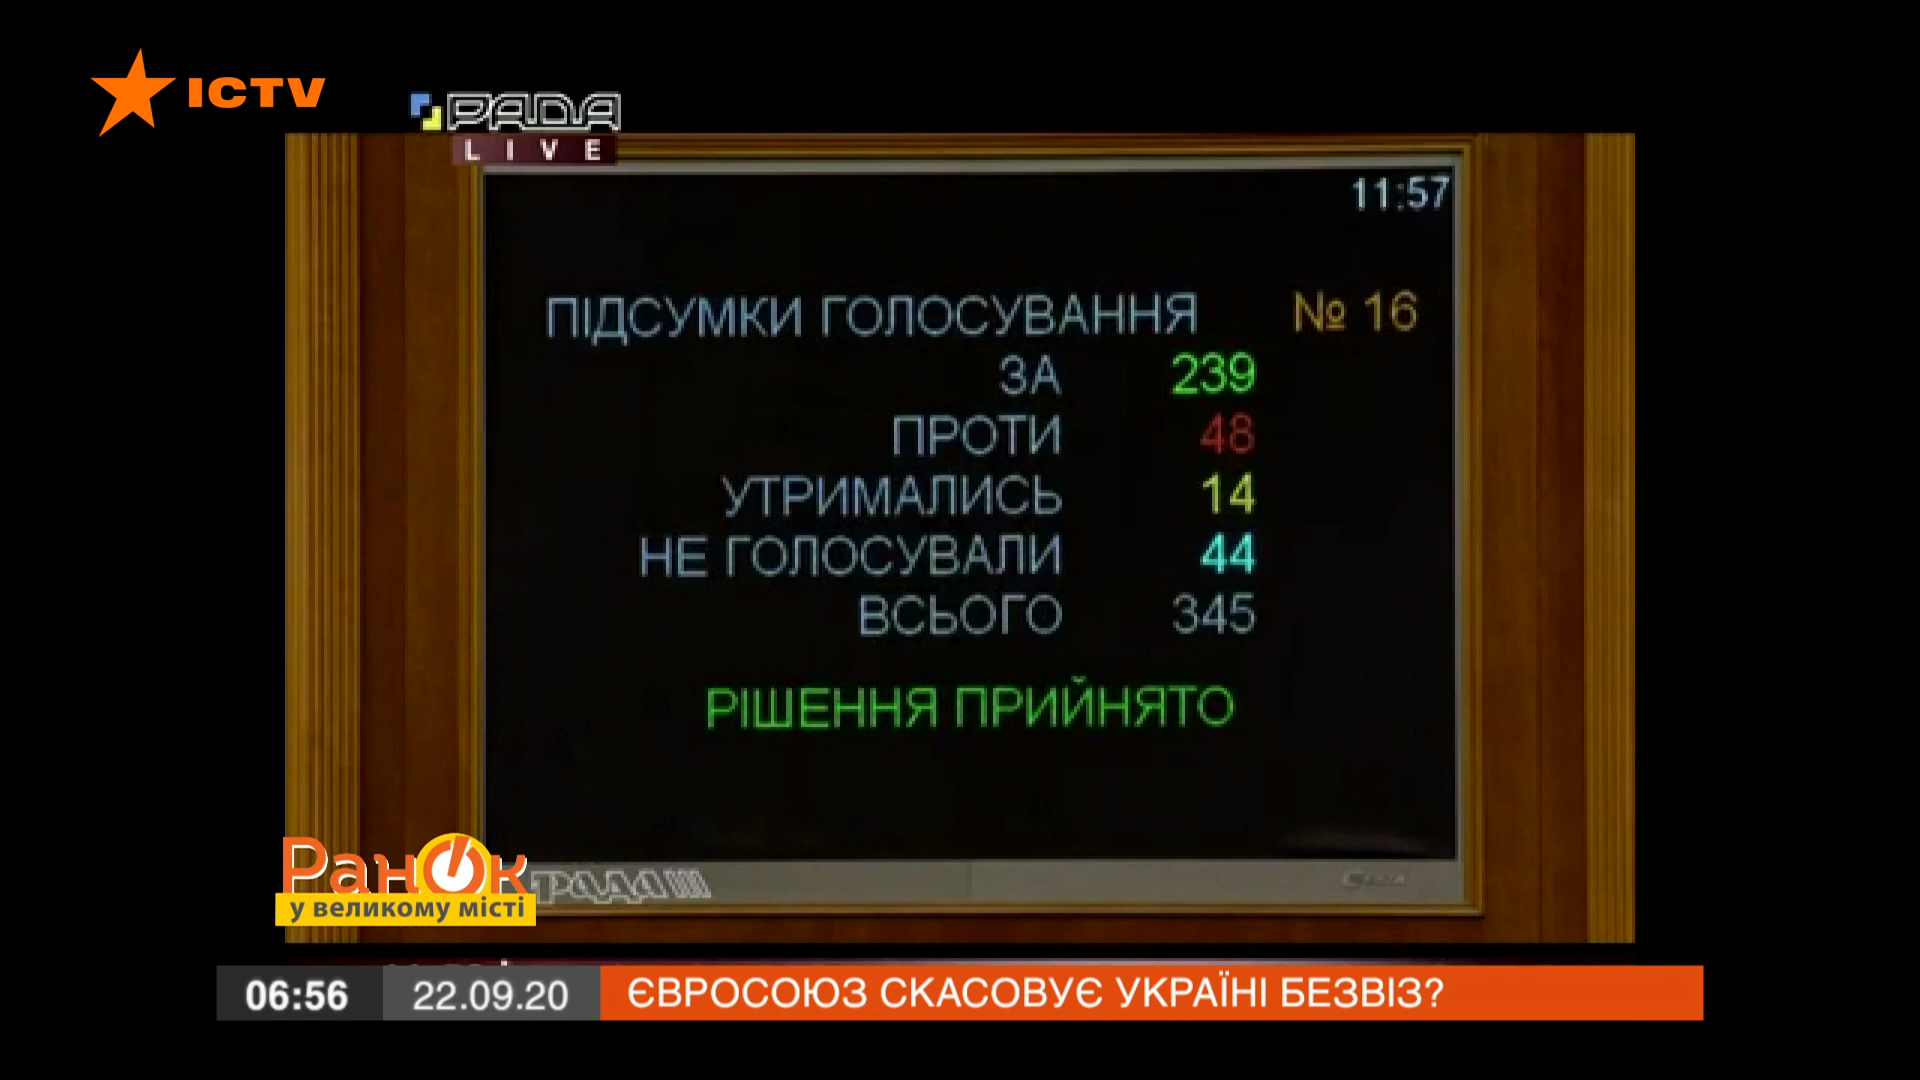 ICTV
РАДА
LIVE
11:57
ПІДСУМКИ ГОЛОСУВАННЯ № 16
ЗА 239
ПРОТИ 48
УТРИМАЛИСЬ 14
НЕ ГОЛОСУВАЛИ 44
ВСЬОГО 345
РІШЕННЯ ПРИЙНЯТО
РАДА
Ранок
у великому місті
06:56 22.09.20 ЄВРОСОЮЗ СКАСОВУЄ УКРАЇНІ БЕЗВІЗ?